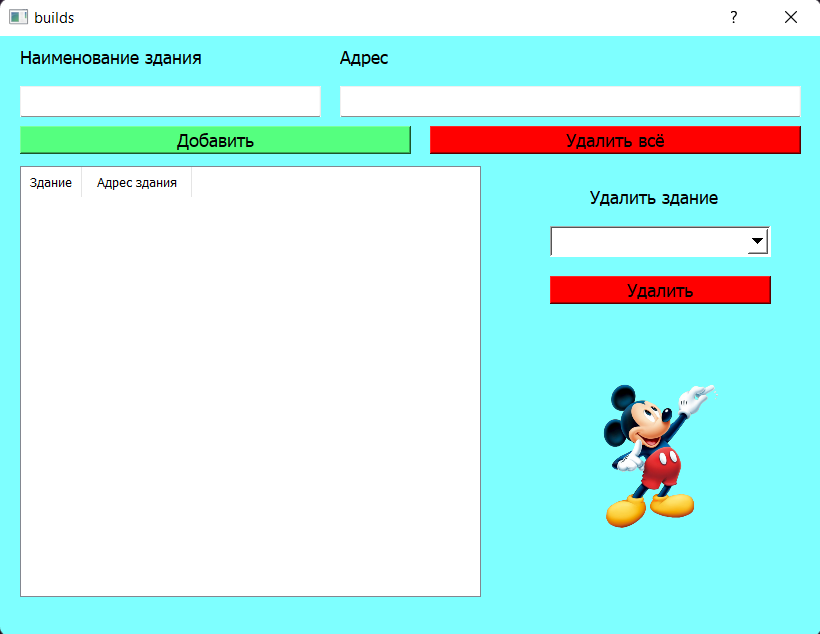 builds
Наименование здания
Адрес
Добавить
Удалить всё
Здание
Адрес здания
Удалить здание
Удалить